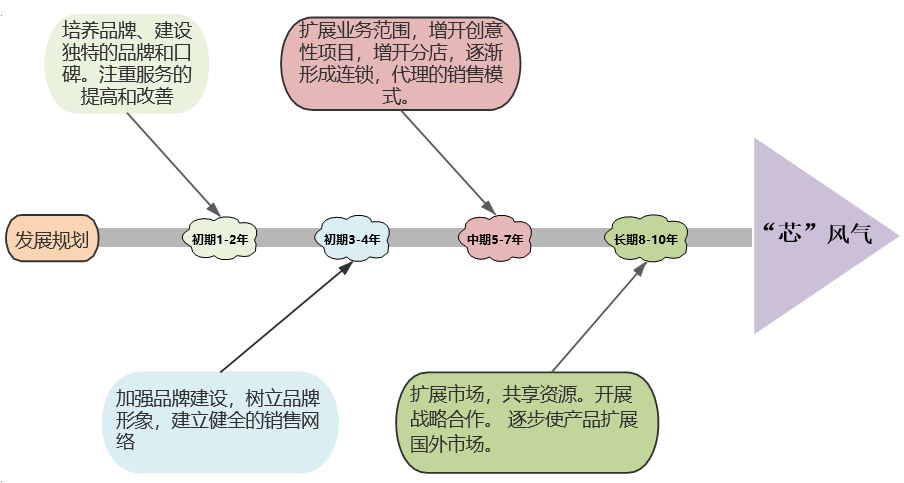 培养品牌、建设
独特的品牌和口
碑。注重服务的
提高和改善
扩展业务范围，增开创意
性项目，增开分店，逐渐
形成连锁，代理的销售模
式。
发展规划
初期1-2年
初期3-4年
中期5-7年
长期8-10年
“芯”风气
加强品牌建设，树立品牌
形象，建立健全的销售网
络
扩展市场，共享资源。开展
战略合作。 逐步使产品扩展
国外市场。